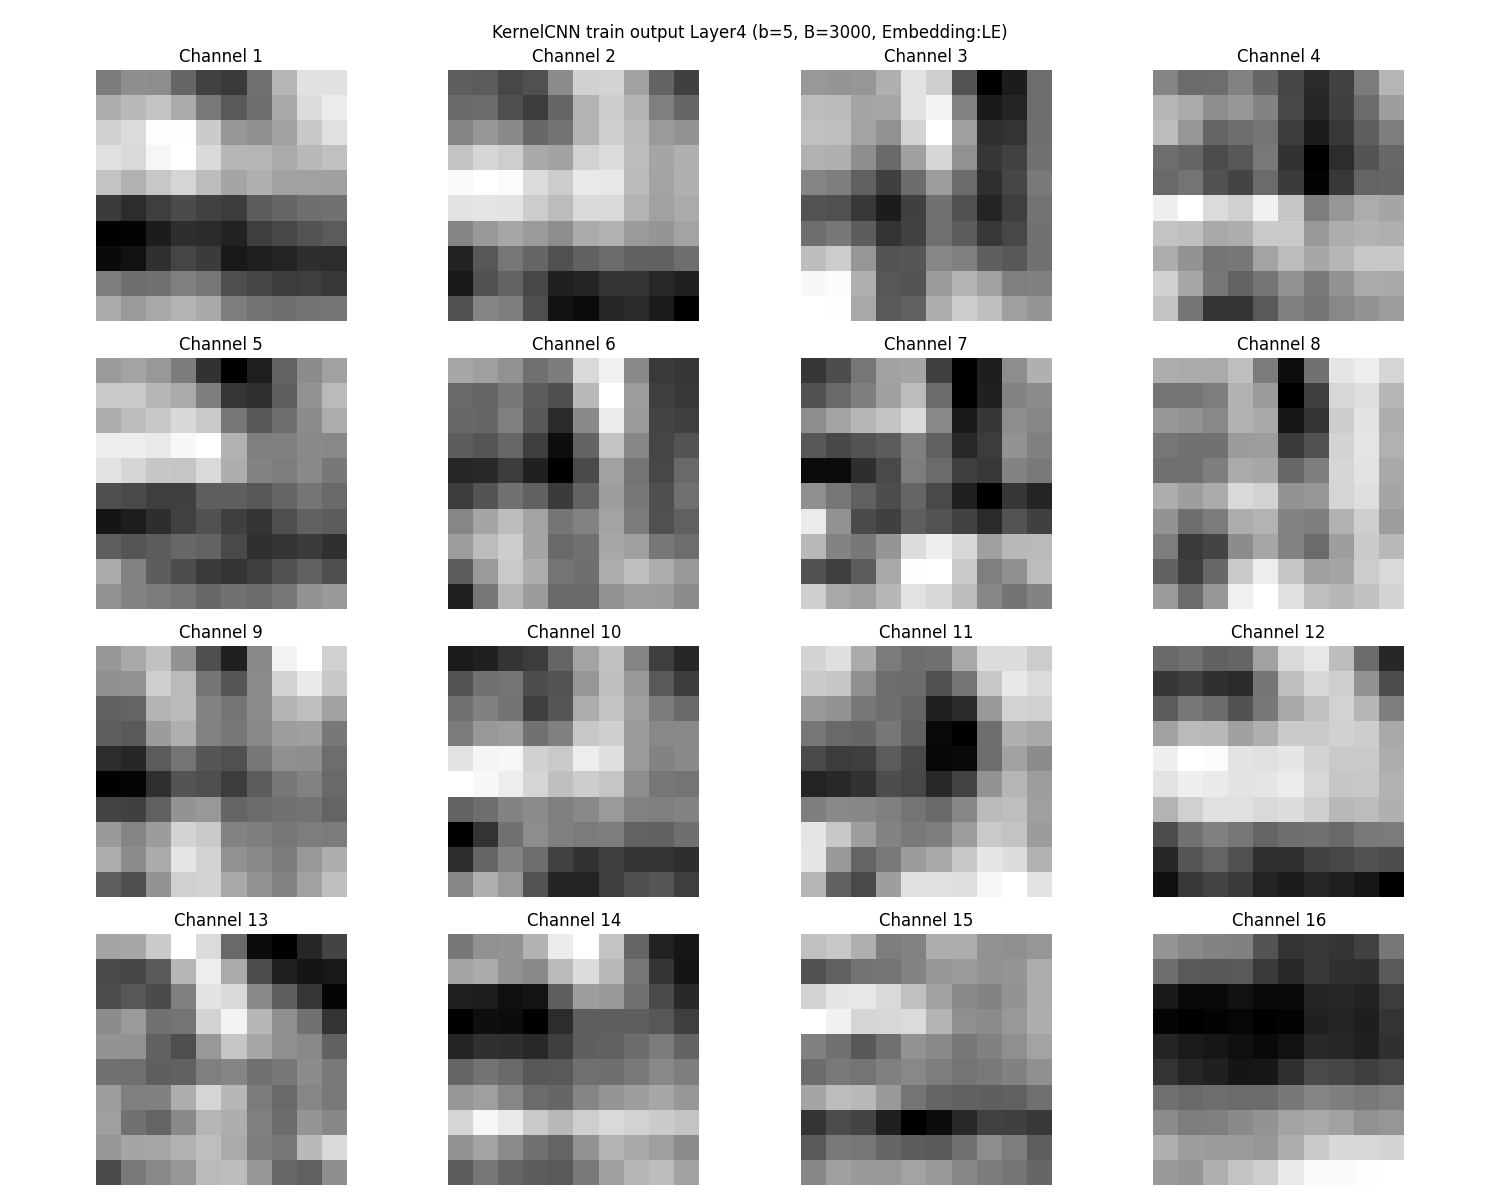 KernelCNN train output Layer4 (b=5, B=3000, Embedding:LE)
Channel 1
Channel 2
Channel 3
Channel 4
Channel 5
Channel 6
Channel 7
Channel 8
Channel 9
Channel 10
Channel 11
Channel 12
Channel 13
Channel 14
Channel 15
Channel 16